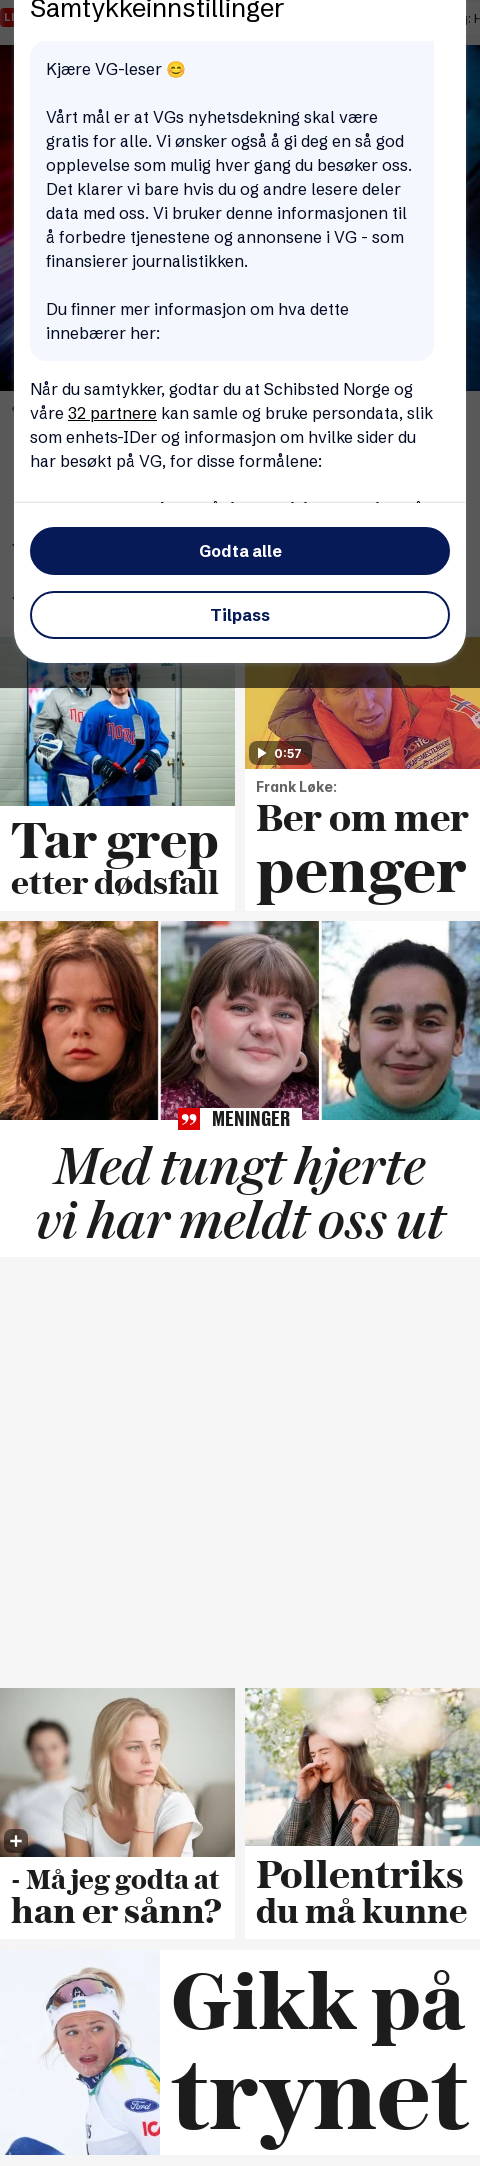 Samtykkeinnstillinger
Kjære VG-leser 😊
Vårt mål er at VGs nyhetsdekning skal være
gratis for alle. Vi ønsker også å gi deg en så god
opplevelse som mulig hver gang du besøker oss.
Det klarer vi bare hvis du og andre lesere deler
data med oss. Vi bruker denne informasjonen til
å forbedre tjenestene og annonsene i VG - som
finansierer journalistikken.
Du finner mer informasjon om hva dette
innebærer her:
Når du samtykker, godtar du at Schibsted Norge og
våre 32 partnere kan samle og bruke persondata, slik
som enhets-IDer og informasjon om hvilke sider du
har besøkt på VG, for disse formålene:
Godta alle
Tilpass
NORGE
Tar grep
etter dødsfall
0:57
Frank Løke:
Ber om mer
penger
MENINGER
Med tungt hjerte
vi har meldt oss ut
- Må jeg godta at
han er sånn?
Pollentriks
du må kunne
Ford
Gikk på
trynet